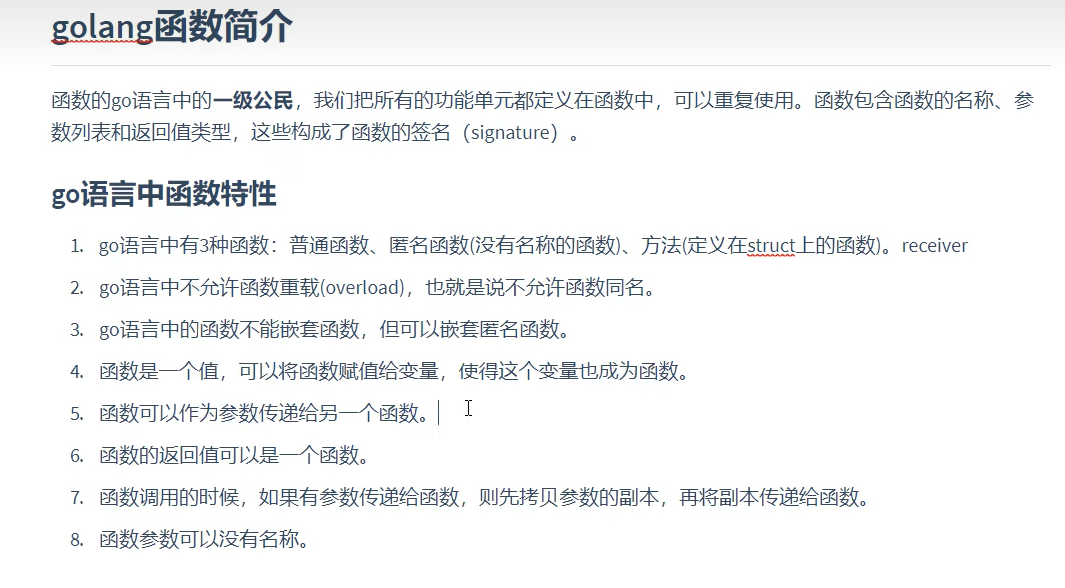 golang函数简介
函数的go语言中的一级公民，我们把所有的功能单元都定义在函数中，可以重复使用。函数包含函数的名称、参
数列表和返回值类型，这些构成了函数的签名（signature）。
go语言中函数特性
1. go语言中有3种函数：普通函数、匿名函数(没有名称的函数)、方法(定义在struct上的函数)。receiver
2. go语言中不允许函数重载(overload)，也就是说不允许函数同名。
3. go语言中的函数不能嵌套函数，但可以嵌套匿名函数。
4. 函数是一个值，可以将函数赋值给变量，使得这个变量也成为函数。
5. 函数可以作为参数传递给另一个函数。
6. 函数的返回值可以是一个函数。
7. 函数调用的时候，如果有参数传递给函数，则先拷贝参数的副本，再将副本传递给函数。
8. 函数参数可以没有名称。